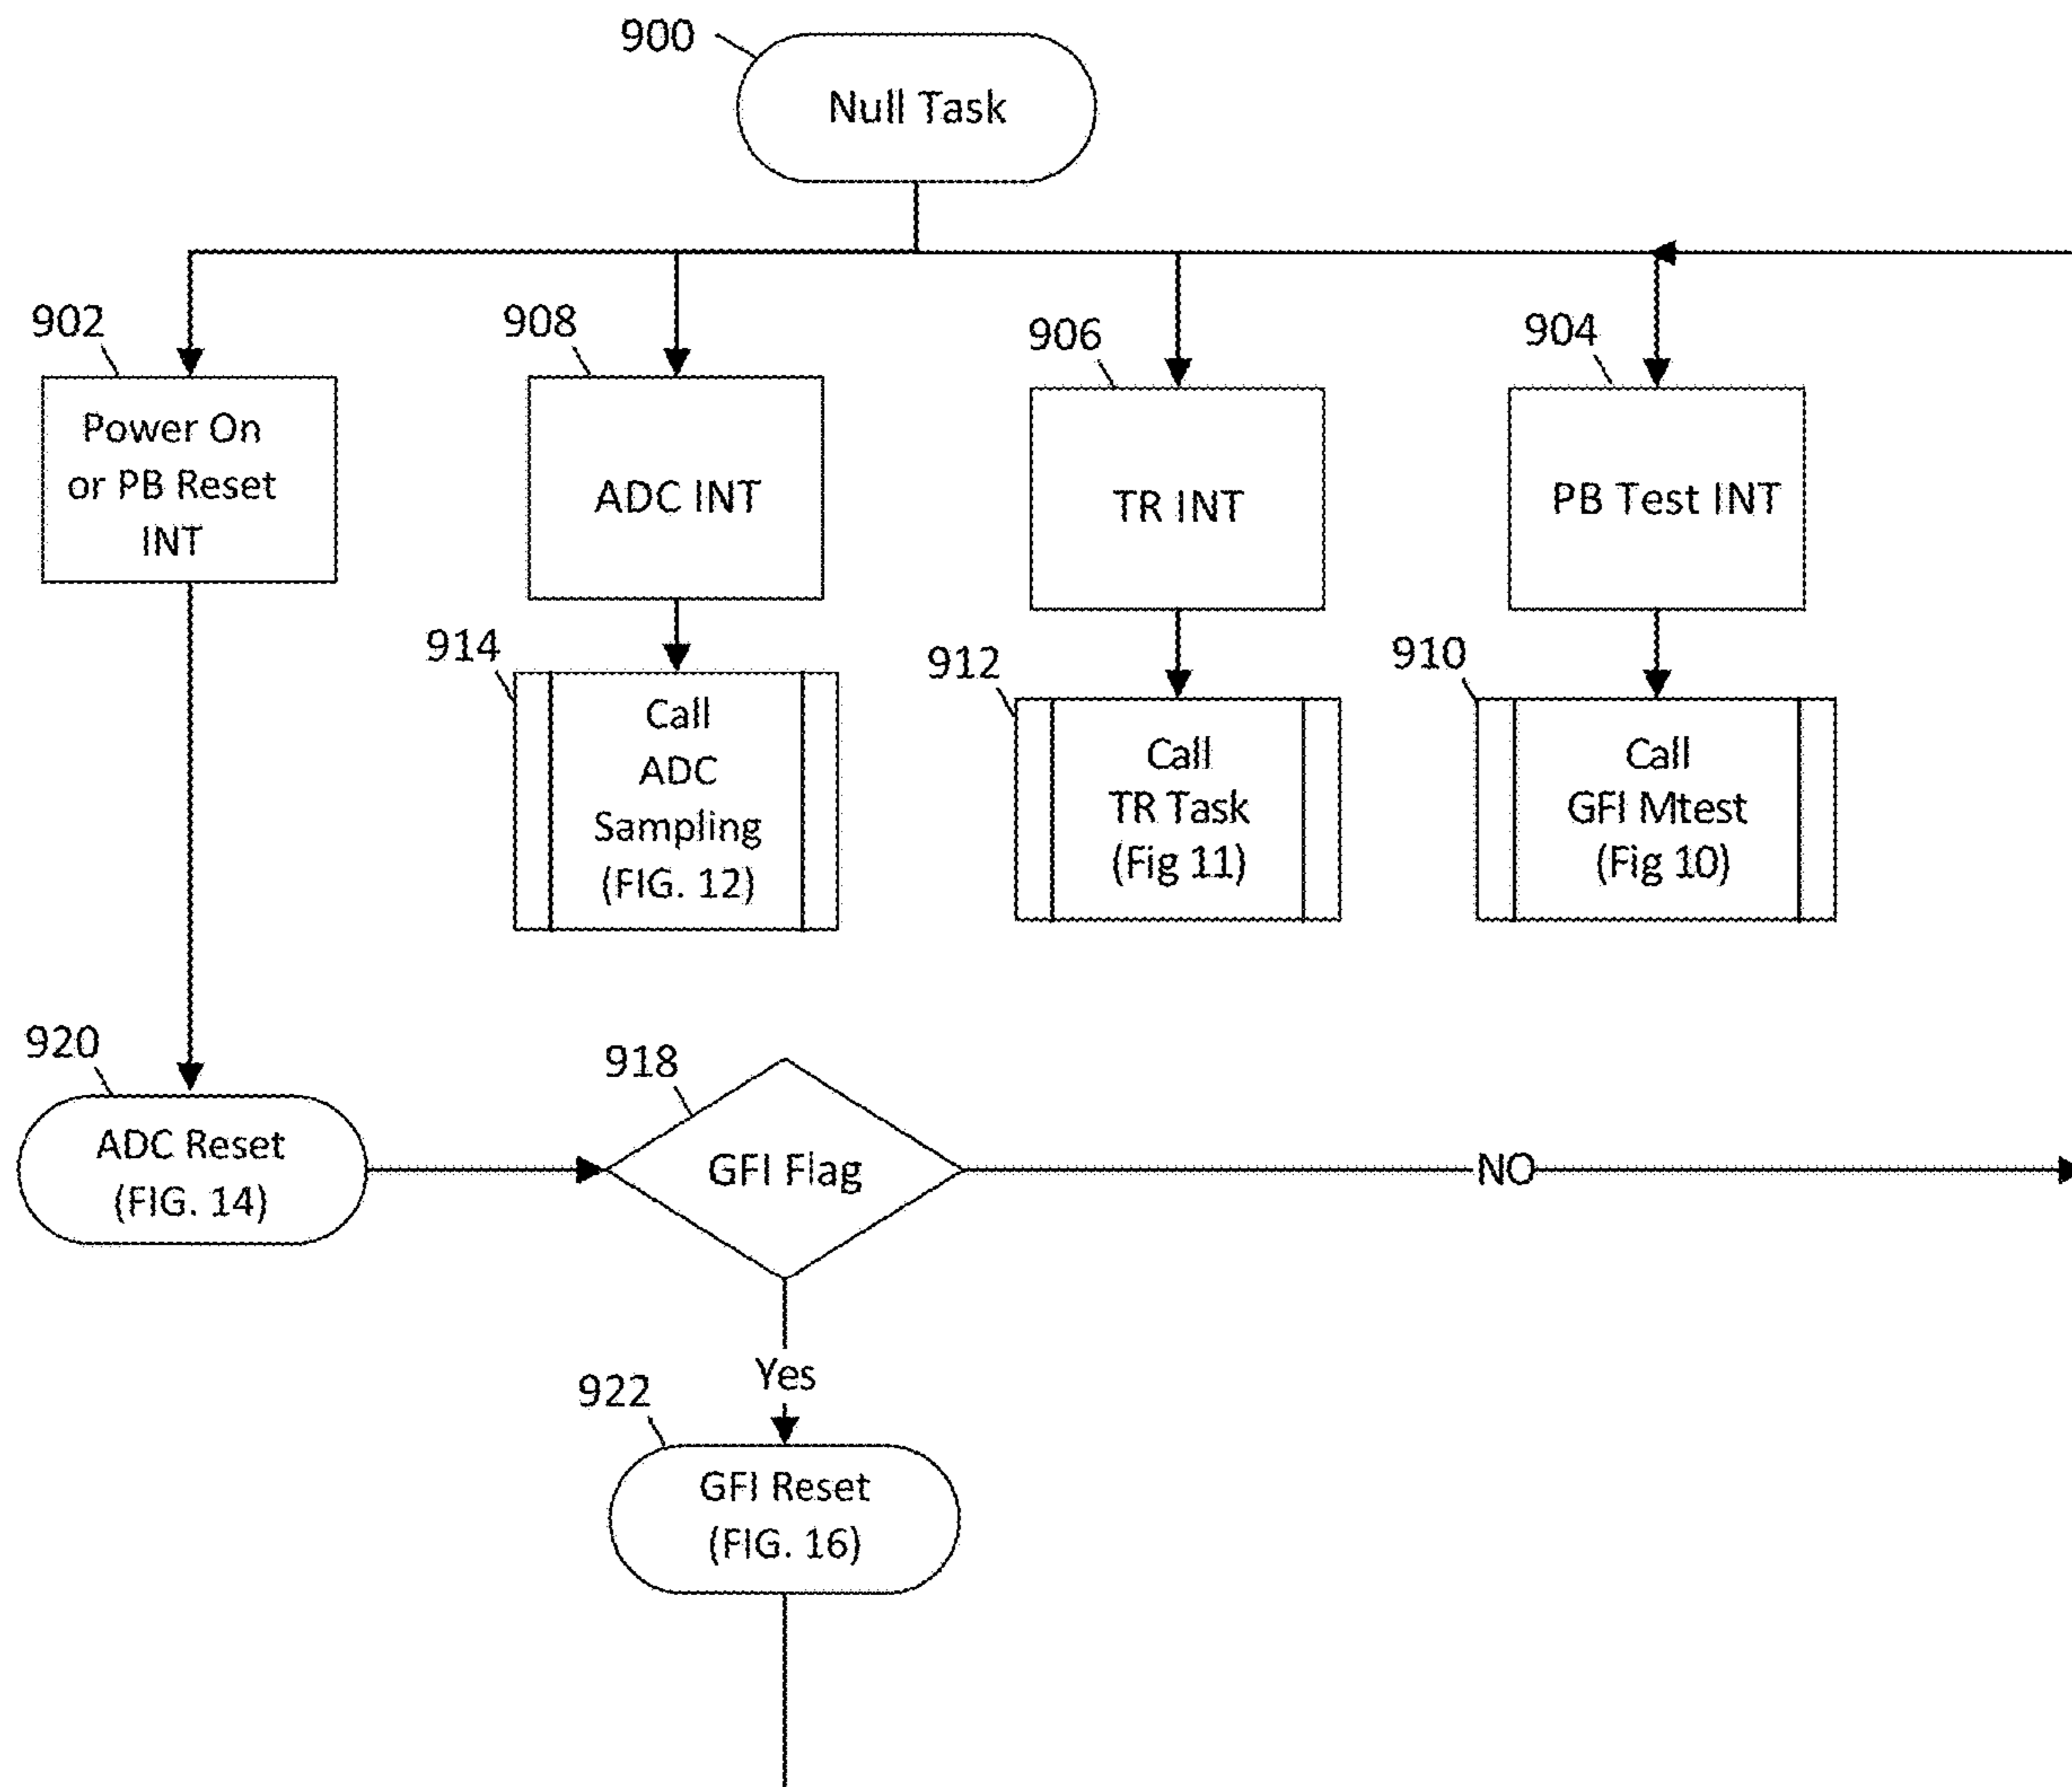 900
Null Task
902
908
906
904
Power On
or PB Reset
INT
ADC INT
TR INT
PB Test INT
914
912
910
Call
ADC
Sampling
(FIG. 12)
Call
TR Task
(Fig 11)
Call
GFI Mtest
(Fig 10)
920
918
ADC Reset
(FIG. 14)
GFI Flag
NO
Yes
922
GFI Reset
(FIG. 16)